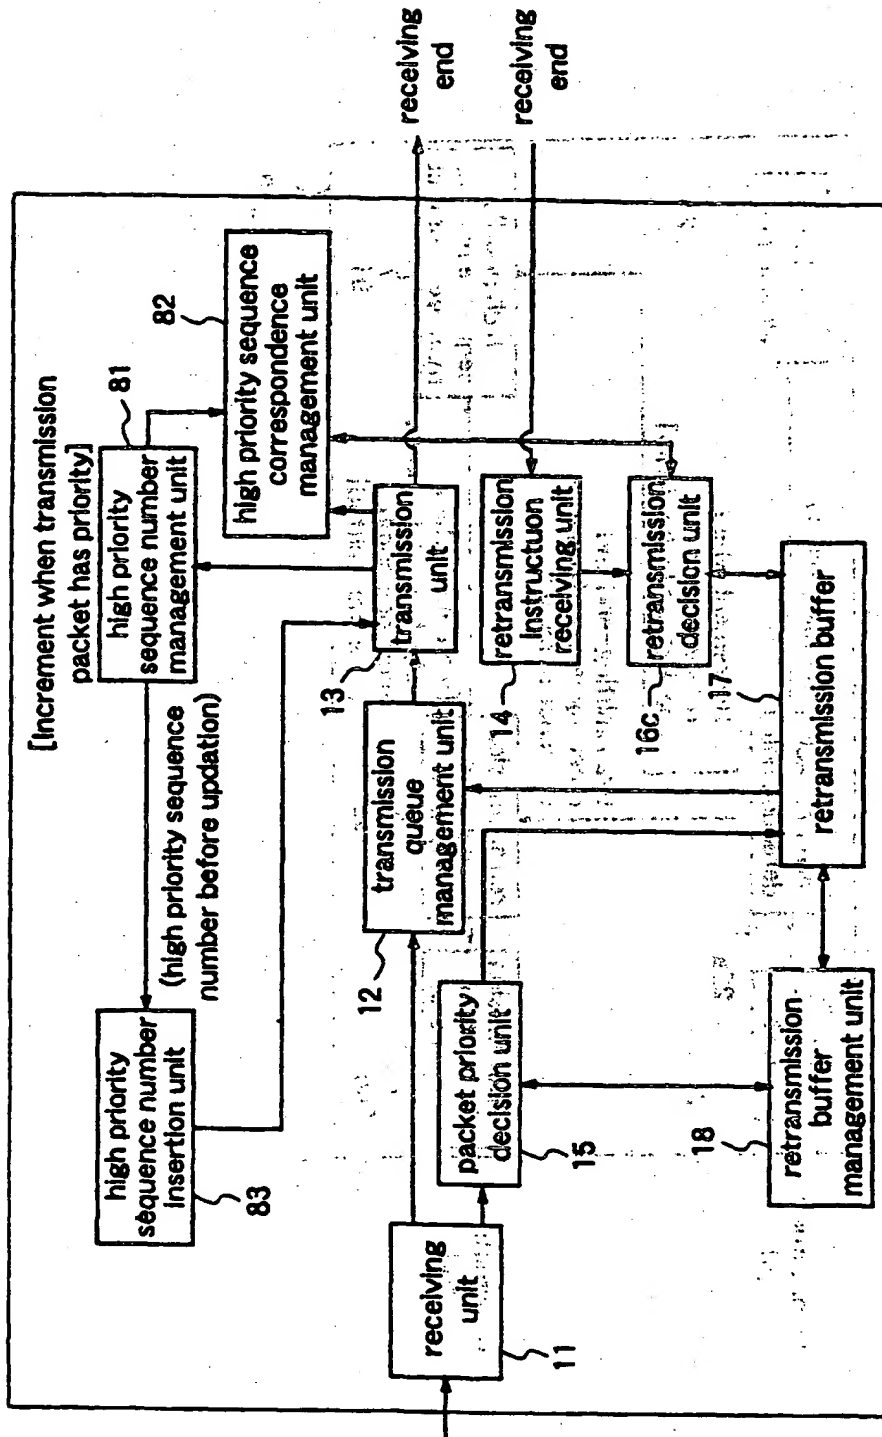 [Increment when transmission
packet has priority]
81
high priority
sequence number
management unit
82
high priority sequence
correspondence
management unit
(high priority sequence
number before updation)
high priority
sequence number
insertion unit
83
receiving
end
receiving
end
13
transmission
unit
12
transmission
queue
management unit
14
retransmission
instructuon
receiving unit
16c
retransmission
decision unit
15
packet priority
decision unit
11
receiving
unit
17
retransmission buffer
18
retransmission
buffer
management unit